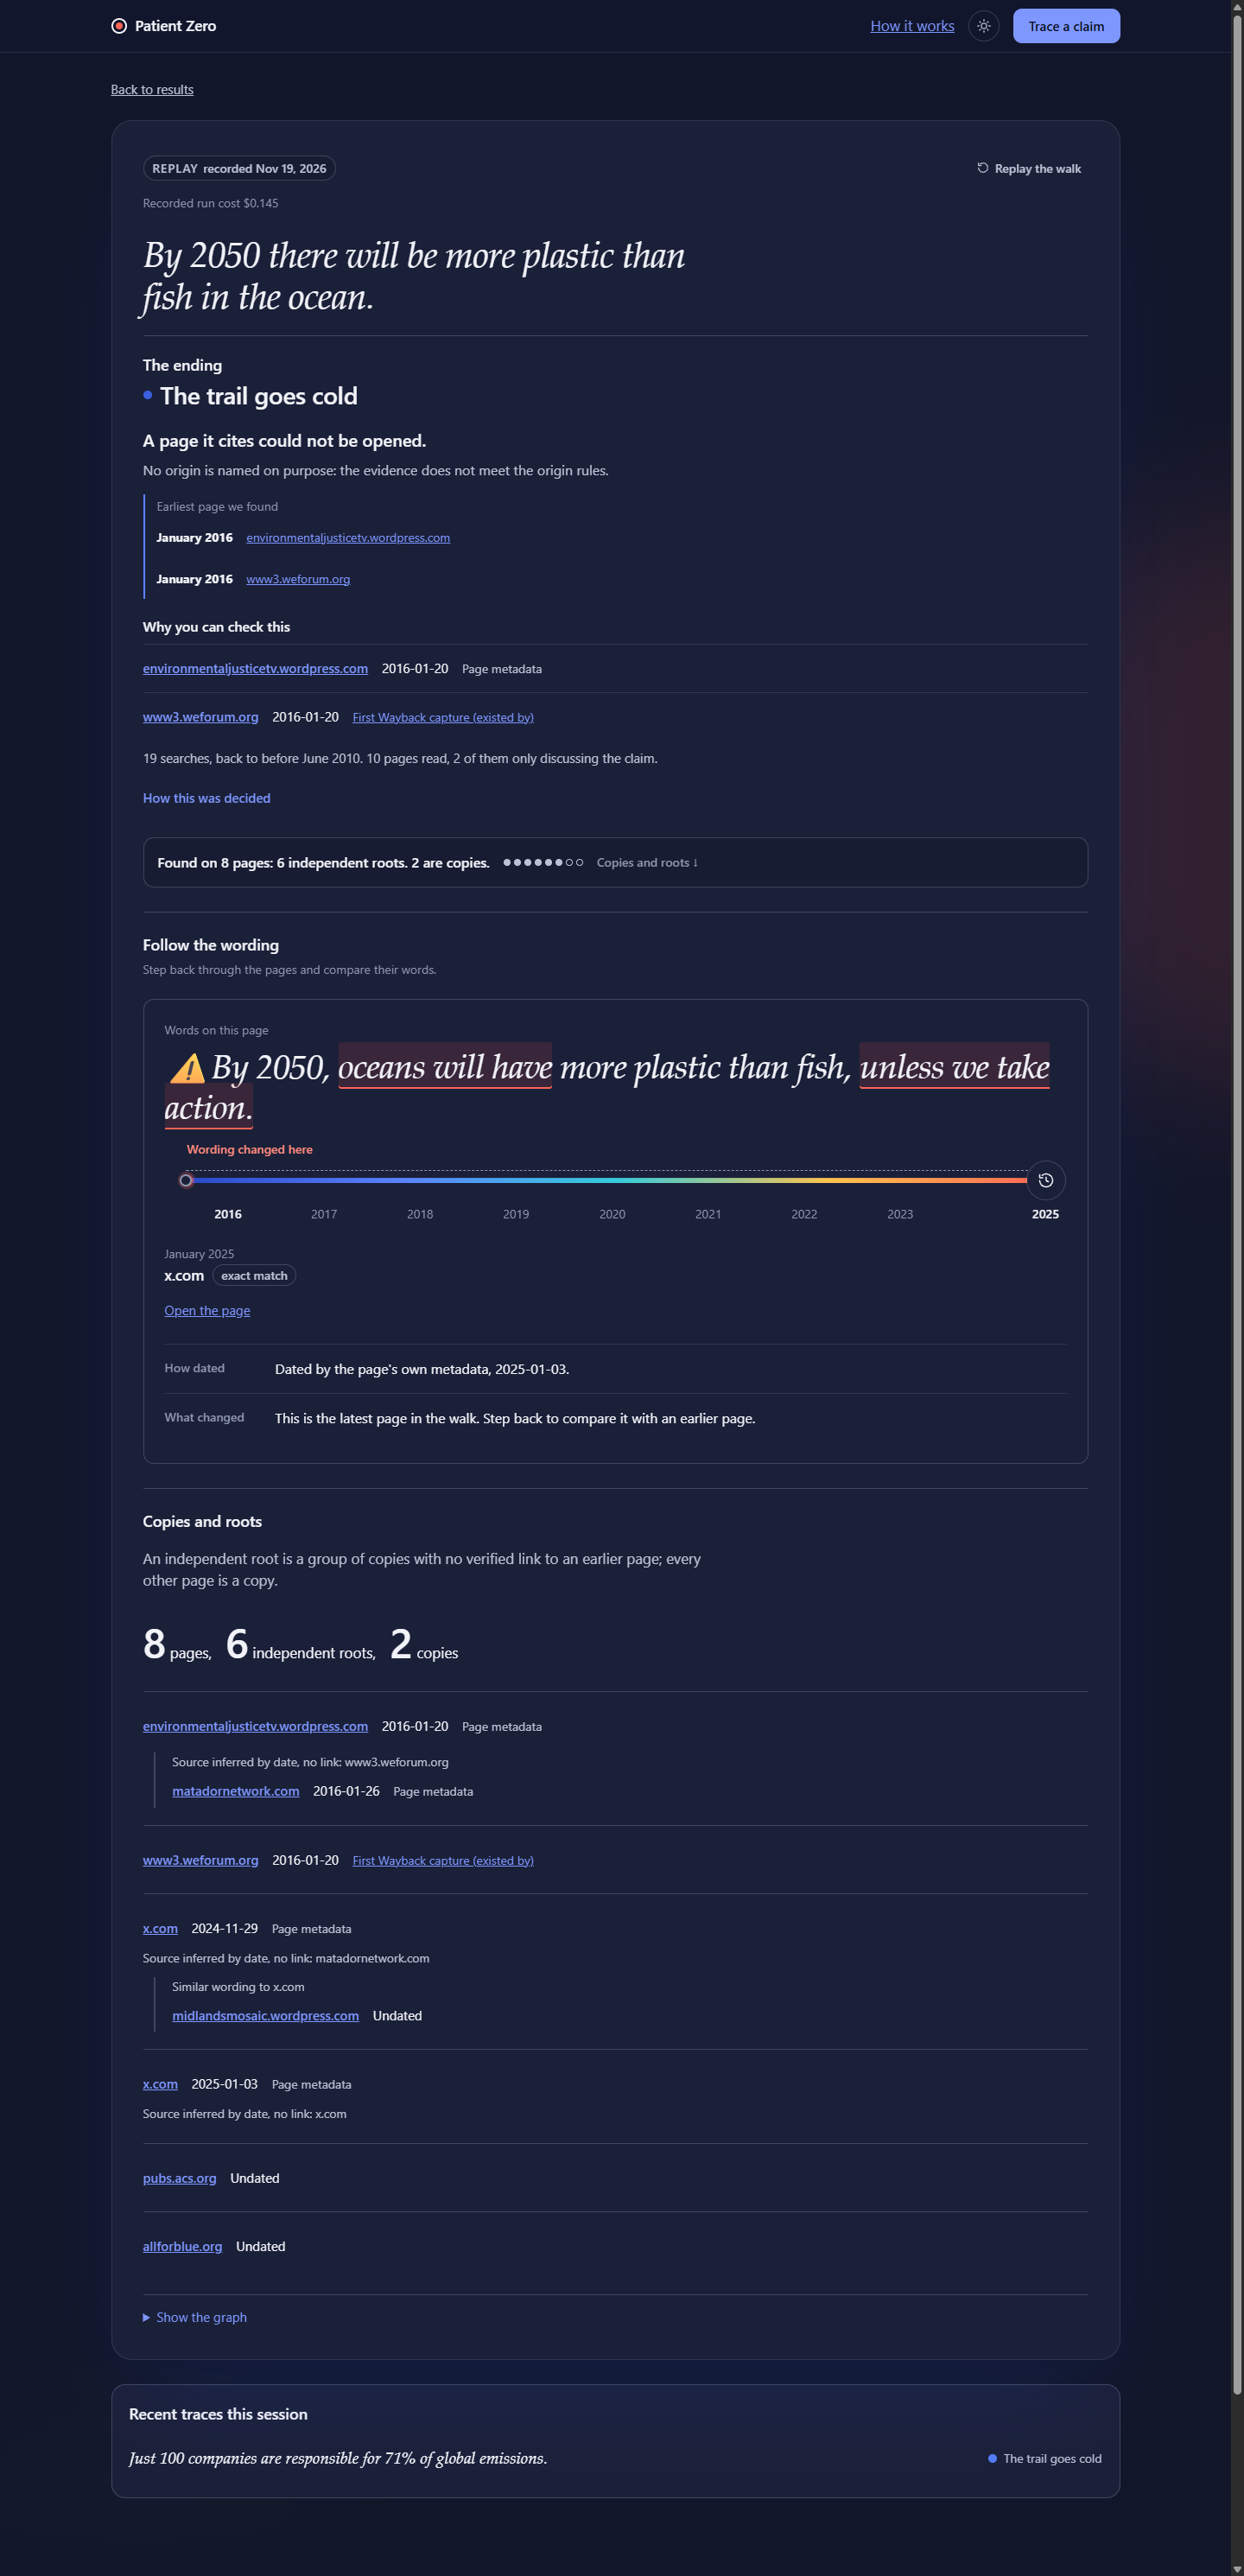 Patient Zero
How it works
Trace a claim
Back to results
REPLAY recorded Nov 19, 2026
Replay the walk
Recorded run cost $0.145
By 2050 there will be more plastic than
fish in the ocean.
The ending
The trail goes cold
A page it cites could not be opened.
No origin is named on purpose: the evidence does not meet the origin rules.
Earliest page we found
January 2016 environmentaljusticetv.wordpress.com
January 2016 www3.weforum.org
Why you can check this
environmentaljusticetv.wordpress.com 2016-01-20 Page metadata
www3.weforum.org 2016-01-20 First Wayback capture (existed by)
19 searches, back to before June 2010. 10 pages read, 2 of them only discussing the claim.
How this was decided
Found on 8 pages: 6 independent roots. 2 are copies. Copies and roots ↓
Follow the wording
Step back through the pages and compare their words.
Words on this page
⚠️By 2050, oceans will have more plastic than fish, unless we take
action.
Wording changed here
2016 2017 2018 2019 2020 2021 2022 2023 2025
January 2025
x.com exact match
Open the page
How dated Dated by the page's own metadata, 2025-01-03.
What changed This is the latest page in the walk. Step back to compare it with an earlier page.
Copies and roots
An independent root is a group of copies with no verified link to an earlier page; every
other page is a copy.
8 pages, 6 independent roots, 2 copies
environmentaljusticetv.wordpress.com 2016-01-20 Page metadata
Source inferred by date, no link: www3.weforum.org
matadornetwork.com 2016-01-26 Page metadata
www3.weforum.org 2016-01-20 First Wayback capture (existed by)
x.com 2024-11-29 Page metadata
Source inferred by date, no link: matadornetwork.com
Similar wording to x.com
midlandsmosaic.wordpress.com Undated
x.com 2025-01-03 Page metadata
Source inferred by date, no link: x.com
pubs.acs.org Undated
allforblue.org Undated
Show the graph
Recent traces this session
Just 100 companies are responsible for 71% of global emissions.
The trail goes cold